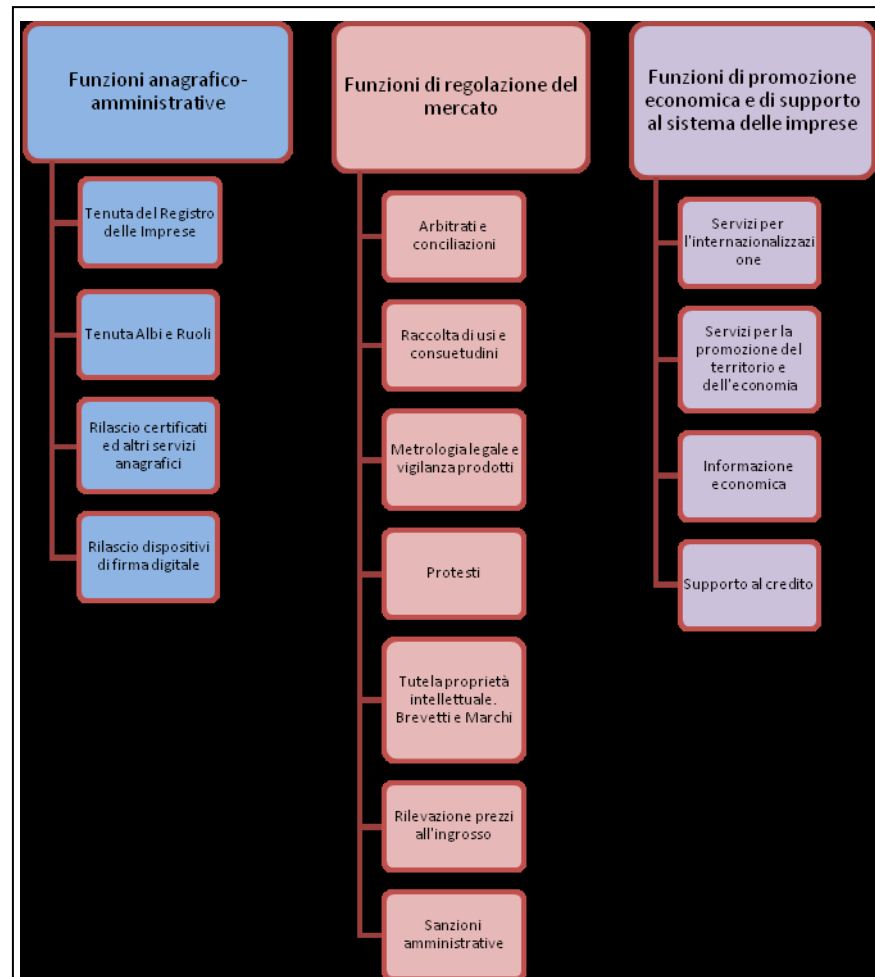 Funzioni anagrafico-
amministrative
Tenuta del Registro
delle Imprese
Tenuta Albi e Ruoli
Rilascio certificati
ed altri servizi
anagrafici
Rilascio dispositivi
di firma digitale
Funzioni di regolazione del
mercato
Arbitrati e
conciliazioni
Raccolta di usi e
consuetudini
Metrologia legale e
vigilanza prodotti
Protesti
Tutela proprietà
intellettuale.
Brevetti e Marchi
Rilevazione prezzi
all'ingrosso
Sanzioni
amministrative
Funzioni di promozione
economica e di supporto
al sistema delle imprese
Servizi per
l'internazionalizzazi
one
Servizi per la
promozione del
territorio e
dell'economia
Informazione
economica
Supporto al credito